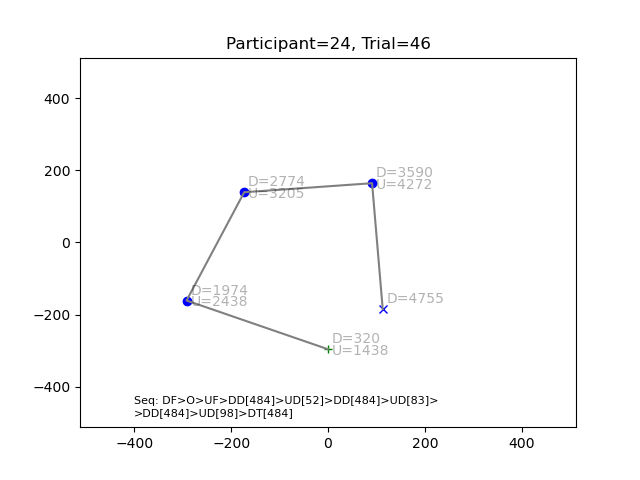 Participant=24, Trial=46
400
200
0
−200
−400
D=2774
U=3205
D=3590
U=4272
D=1974
U=2438
D=4755
D=320
U=1438
Seq: DF>O>UF>DD[484]>UD[52]>DD[484]>UD[83]>
>DD[484]>UD[98]>DT[484]
−400
−200
0
200
400